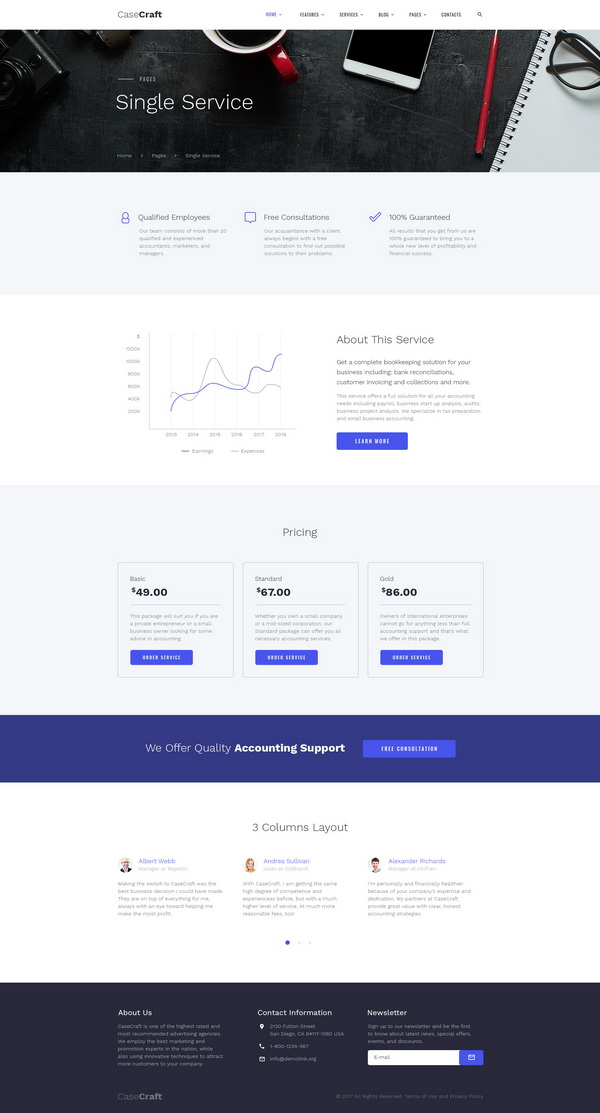 CaseCraft
HOME
FEATURES
SERVICES
BLOG
PAGES
CONTACTS
PAGES
Single Service
Home
Pages
Single Service
Qualified Employees
Our team consists of more than 20
qualified and experienced
accountants, marketers, and
managers.
Free Consultations
Our acquaintance with a client
always begins with a free
consultation to find out possible
solutions to their problems.
100% Guaranteed
All results that you get from us are
100% guaranteed to bring you to a
whole new level of profitability and
financial success.
$
1200k
1000k
800k
600k
400k
200k
2013 2014 2015 2016 2017 2018
Earnings
Expenses
About This Service
Get a complete bookkeeping solution for your
business including: bank reconciliations,
customer invoicing and collections and more.
This service offers a full solution for all your accounting
needs including payroll, business start up analysis, audits,
business project analysis. We specialize in tax preparation
and small business accounting.
LEARN MORE
Pricing
Basic
$49.00
This package will suit you if you are
a private entrepreneur or a small
business owner looking for some
advice in accounting.
ORDER SERVICE
Standard
$67.00
Whether you own a small company
or a mid-sized corporation, our
Standard package can offer you all
necessary accounting services.
ORDER SERVICE
Gold
$86.00
Owners of international enterprises
cannot go for anything less than full
accounting support and that's what
we offer in this package.
ORDER SERVICE
We Offer Quality Accounting Support
FREE CONSULTATION
3 Columns Layout
Albert Webb
Manager at Majestic
Making the switch to CaseCraft was the
best business decision I could have made.
They are on top of everything for me,
always with an eye toward helping me
make the most profit.
Andrea Sullivan
Sales at
With CaseCraft, I am getting the same
high degree of competence and
experienceas before, but with a much
higher level of service. At much more
reasonable fees, too!
Alexander Richards
Manager at
I'm personally and financially healthier
because of your company's expertise and
dedication. My partners at CaseCraft
provide great value with clear, honest
accounting strategies.
About Us
CaseCraft is one of the highest rated and
most recommended advertising agencies.
We employ the best marketing and
promotion experts in the nation, while
also using innovative techniques to attract
more customers to your company.
Contact Information
2130 Fulton Street
San Diego, CA 94117-1080 USA
1-800-1234-567
info@demolink.org
Newsletter
Sign up to our newsletter and be the first
to know about latest news, special offers,
events, and discounts.
E-mail
CaseCraft
© 2017 All Rights Reserved. Terms of Use and Privacy Policy